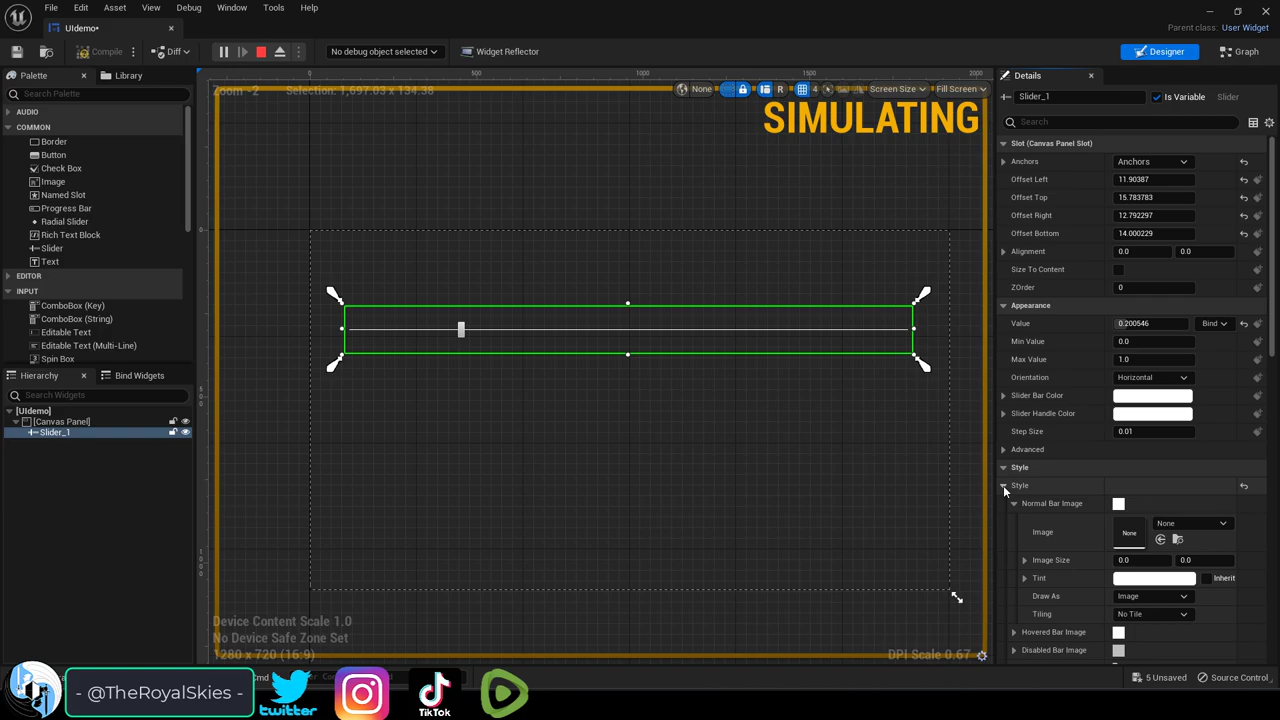 File Edit Asset View Debug Window Tools Help
UIdemo*
Parent class: User Widget
Compile
Diff
No debug object selected
Widget Reflector
Designer
Graph
Palette
Library
Search Palette
AUDIO
COMMON
Border
Button
Check Box
Image
Named Slot
Progress Bar
Radial Slider
Rich Text Block
Slider
Text
EDITOR
INPUT
ComboBox (Key)
ComboBox (String)
Editable Text
Editable Text (Multi-Line)
Spin Box
Hierarchy
Bind Widgets
Search Widgets
[UIdemo]
[Canvas Panel]
Slider_1
0 500 1000 1500 2000
Zoom -2
Selection: 1,697.03 x 134.38
None
R
4
Screen Size
Fill Screen
SIMULATING
0
500
1000
Device Content Scale 1.0
No Device Safe Zone Set
1280 x 720 (16:9)
DPI Scale 0.67
Details
Slider_1
Is Variable
Slider
Search
Slot (Canvas Panel Slot)
Anchors Anchors
Offset Left 11.90387
Offset Top 15.783783
Offset Right 12.792297
Offset Bottom 14.000229
Alignment 0.0 0.0
Size To Content
ZOrder 0
Appearance
Value 0.200546 Bind
Min Value 0.0
Max Value 1.0
Orientation Horizontal
Slider Bar Color
Slider Handle Color
Step Size 0.01
Advanced
Style
Style
Normal Bar Image
Image None None
Image Size 0.0 0.0
Tint Inherit
Draw As Image
Tiling No Tile
Hovered Bar Image
Disabled Bar Image
Cmd
5 Unsaved
Source Control
- @TheRoyalSkies -
twitter
TikTok